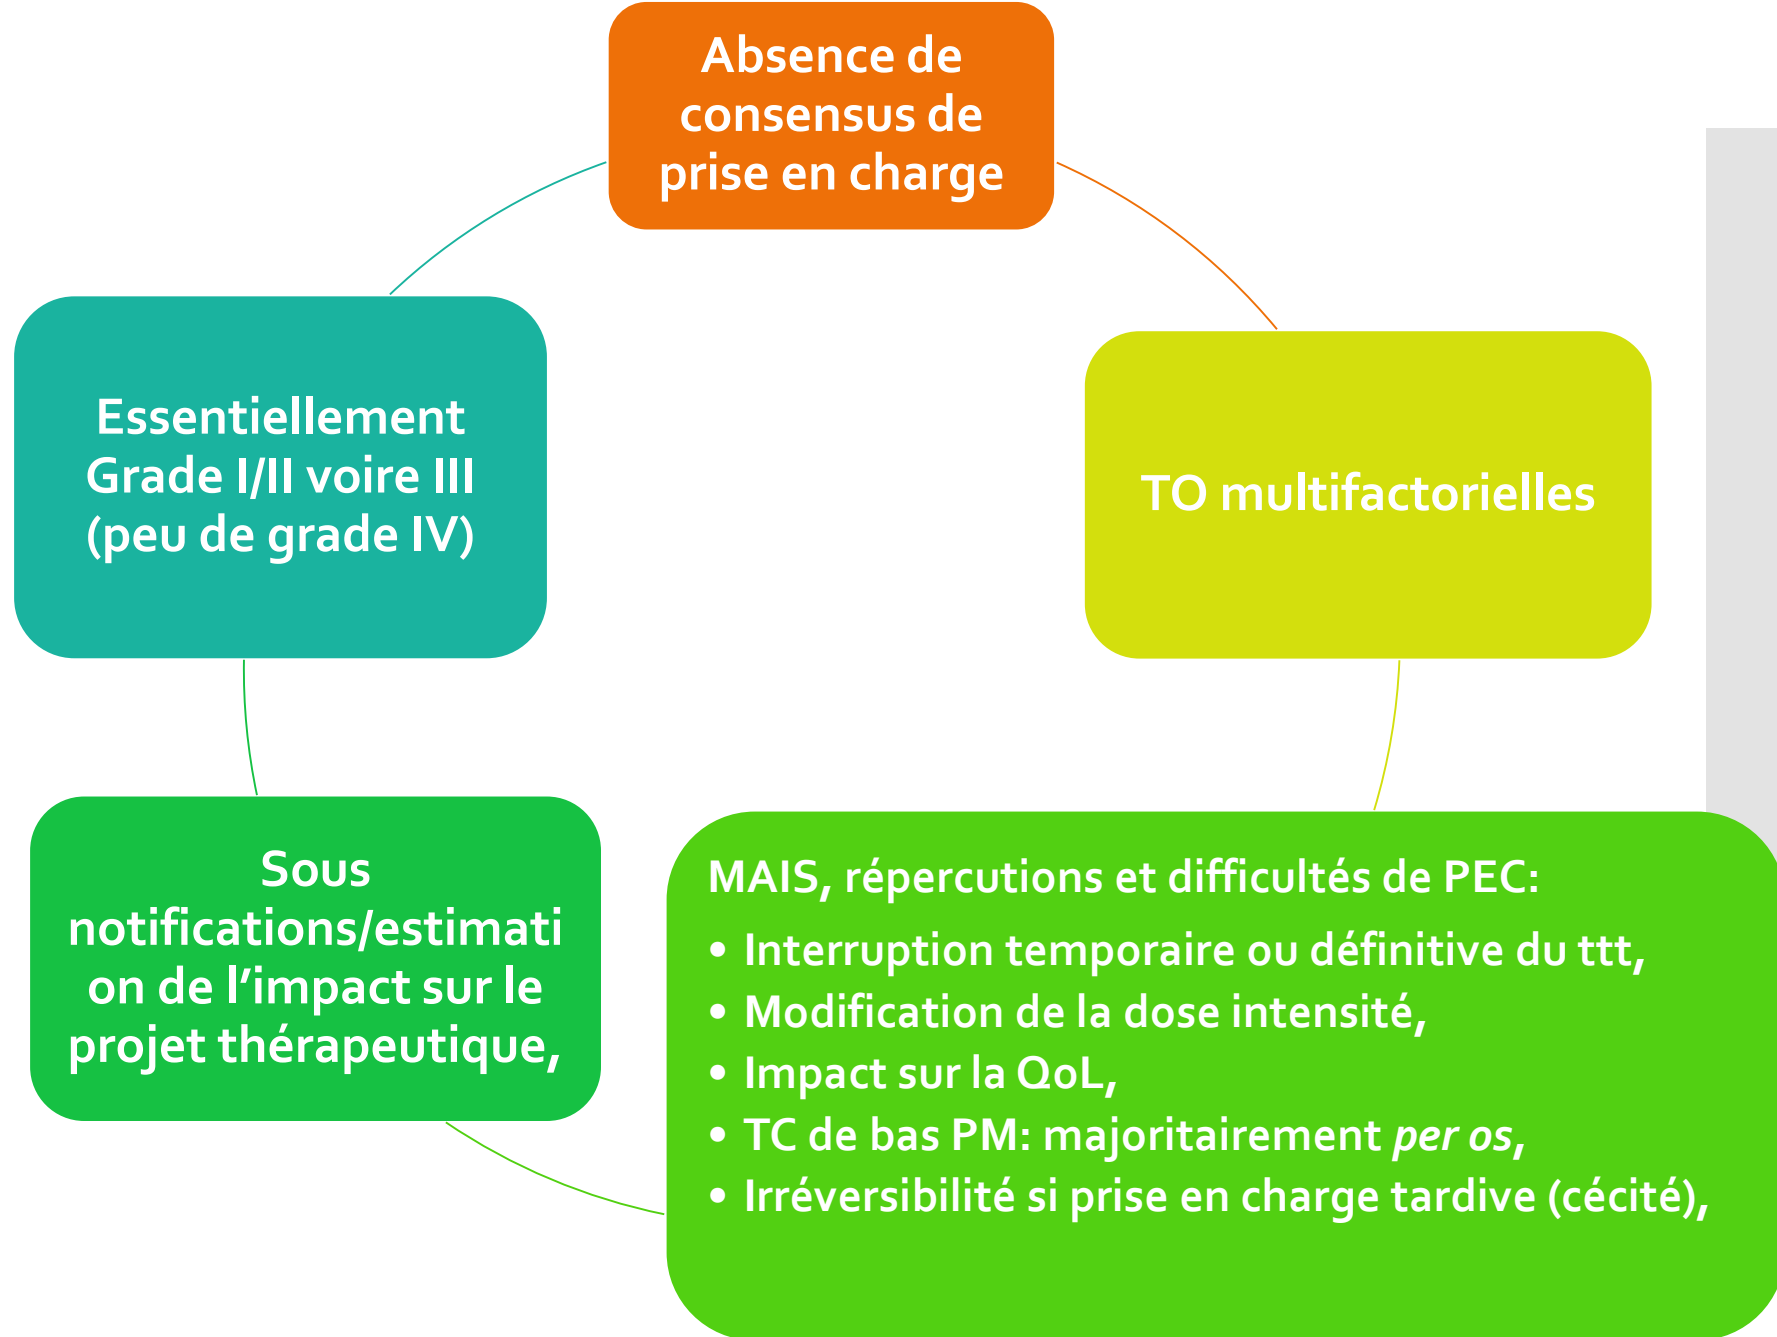 Absence de
consensus de
prise en charge
Essentiellement
Grade I/II voire III
(peu de grade IV)
TO multifactorielles
Sous
notifications/estimati
on de l’impact sur le
projet thérapeutique,
MAIS, répercutions et difficultés de PEC:
• Interruption temporaire ou définitive du ttt,
• Modification de la dose intensité,
• Impact sur la QoL,
• TC de bas PM: majoritairement per os,
• Irréversibilité si prise en charge tardive (cécité),